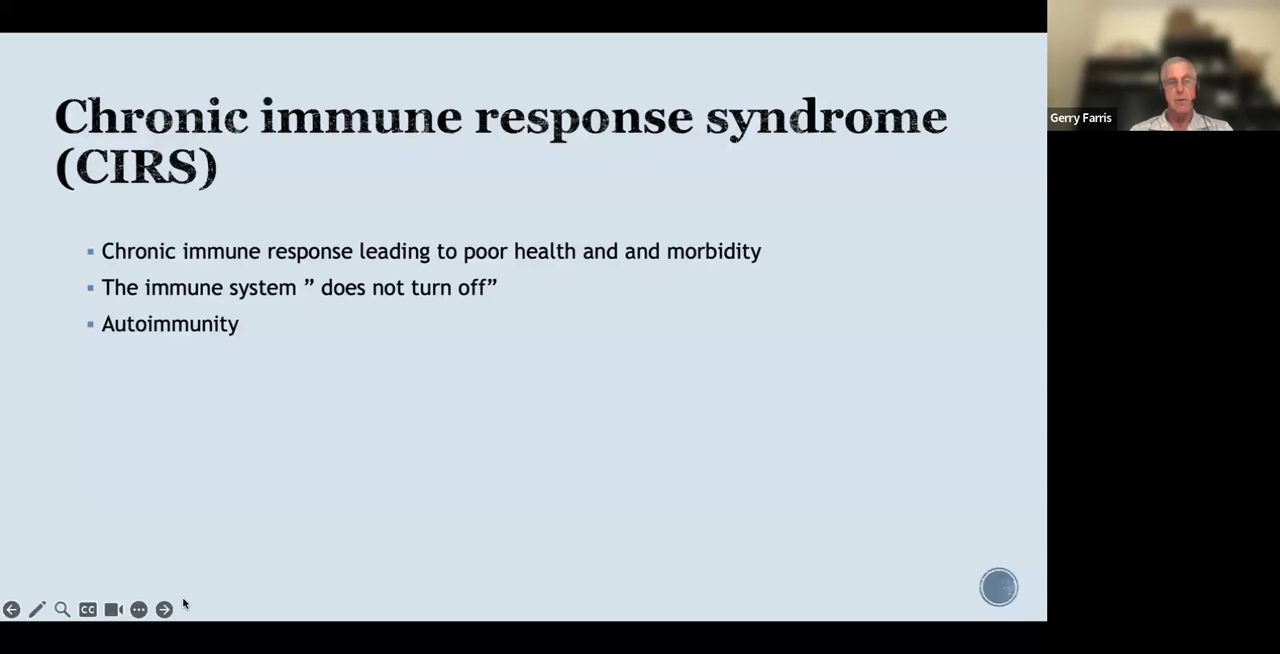 Chronic immune response syndrome
(CIRS)
Chronic immune response leading to poor health and and morbidity
The immune system ” does not turn off”
Autoimmunity
Gerry Farris
CC